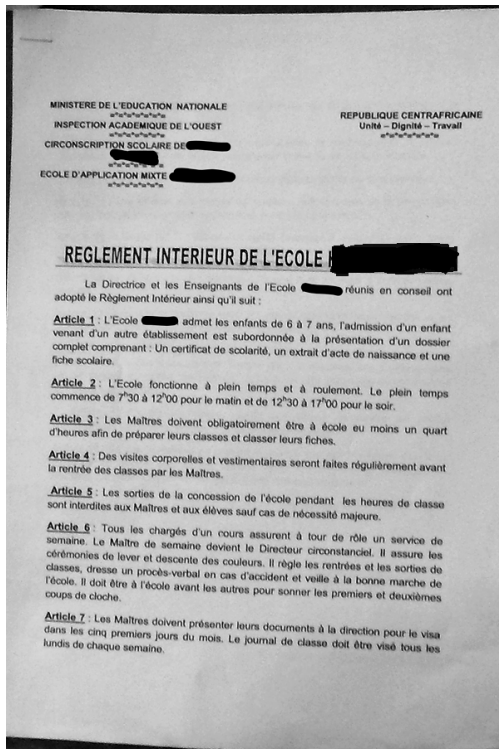 MINISTERE DE L'EDUCATION NATIONALE
=*=*=*=*=*=
INSPECTION ACADEMIQUE DE L'OUEST
=*=*=*=*=*=
CIRCONSCRIPTION SCOLAIRE DE
=*=*=*=*=*=
ECOLE D'APPLICATION MIXTE
=*=*=*=*=*=
REPUBLIQUE CENTRAFRICAINE
Unité – Dignité – Travail
=*=*=*=*=*=
REGLEMENT INTERIEUR DE L'ECOLE
La Directrice et les Enseignants de l'Ecole réunis en conseil ont
adopté le Règlement Intérieur ainsi qu'il suit :
Article 1 : L'Ecole admet les enfants de 6 à 7 ans, l'admission d'un enfant
venant d'un autre établissement est subordonnée à la présentation d'un dossier
complet comprenant : Un certificat de scolarité, un extrait d'acte de naissance et une
fiche scolaire.
Article 2 : L'Ecole fonctionne à plein temps et à roulement. Le plein temps
commence de 7h30 à 12h00 pour le matin et de 12h30 à 17h00 pour le soir.
Article 3 : Les Maîtres doivent obligatoirement être à école eu moins un quart
d'heures afin de préparer leurs classes et classer leurs fiches.
Article 4 : Des visites corporelles et vestimentaires seront faites régulièrement avant
la rentrée des classes par les Maîtres.
Article 5 : Les sorties de la concession de l'école pendant les heures de classe
sont interdites aux Maîtres et aux élèves sauf cas de nécessité majeure.
Article 6 : Tous les chargés d'un cours assurent à tour de rôle un service de
semaine. Le Maître de semaine devient le Directeur circonstanciel. Il assure les
cérémonies de lever et descente des couleurs. Il règle les rentrées et les sorties de
classes, dresse un procès-verbal en cas d'accident et veille à la bonne marche de
l'école. Il doit être à l'école avant les autres pour sonner les premiers et deuxièmes
coups de cloche.
Article 7 : Les Maîtres doivent présenter leurs documents à la direction pour le visa
dans les cinq premiers jours du mois. Le journal de classe doit être visé tous les
lundis de chaque semaine.